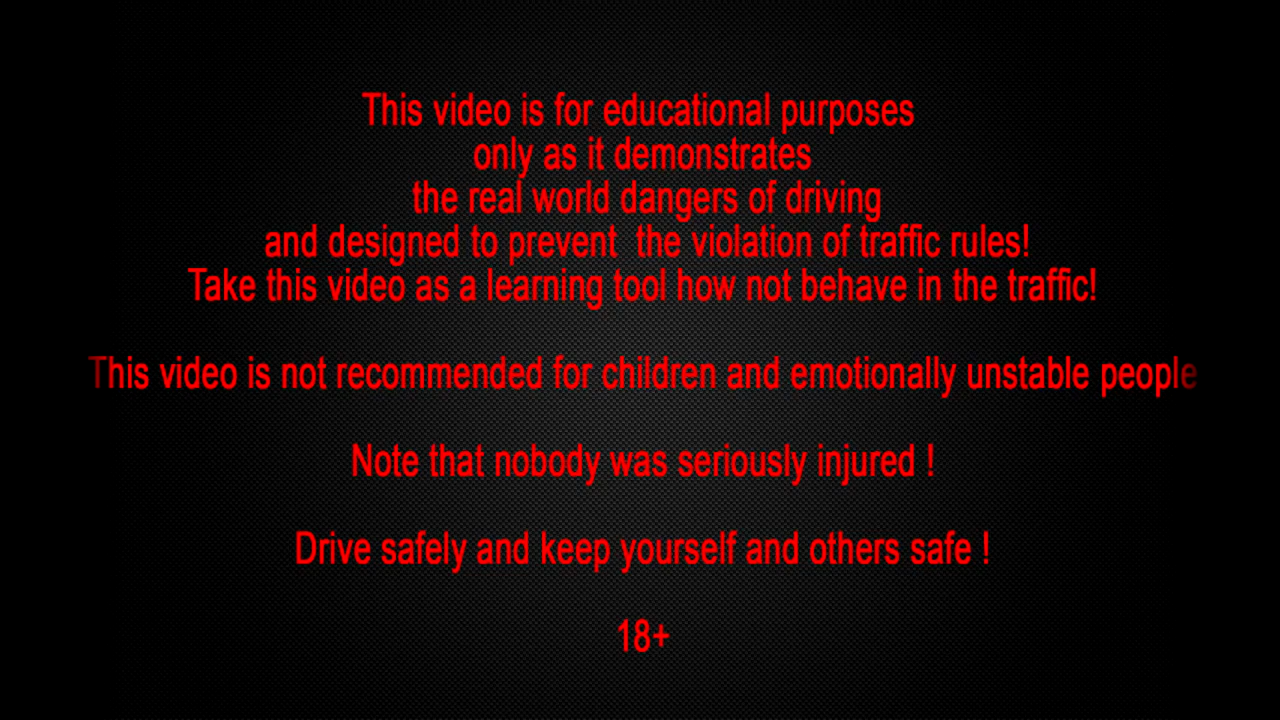 This video is for educational purposes
only as it demonstrates
the real world dangers of driving
and designed to prevent  the violation of traffic rules!
Take this video as a learning tool how not behave in the traffic!
This video is not recommended for children and emotionally unstable people
Note that nobody was seriously injured !
Drive safely and keep yourself and others safe !
18+